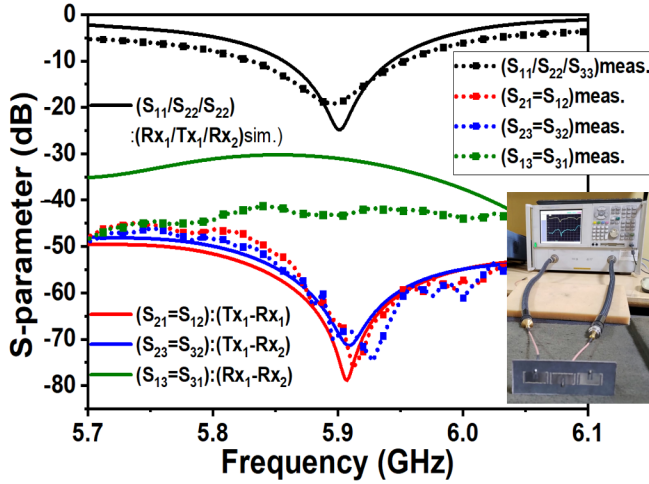 0
-10
-20
-30
-40
-50
-60
-70
-80
S-parameter (dB)
(S11/S22/S22)
:(Rx1/Tx1/Rx2)sim.)
(S11/S22/S33)meas.
(S21=S12)meas.
(S23=S32)meas.
(S13=S31)meas.
(S21=S12):(Tx1-Rx1)
(S23=S32):(Tx1-Rx2)
(S13=S31):(Rx1-Rx2)
5.7 5.8 5.9 6.0 6.1
Frequency (GHz)